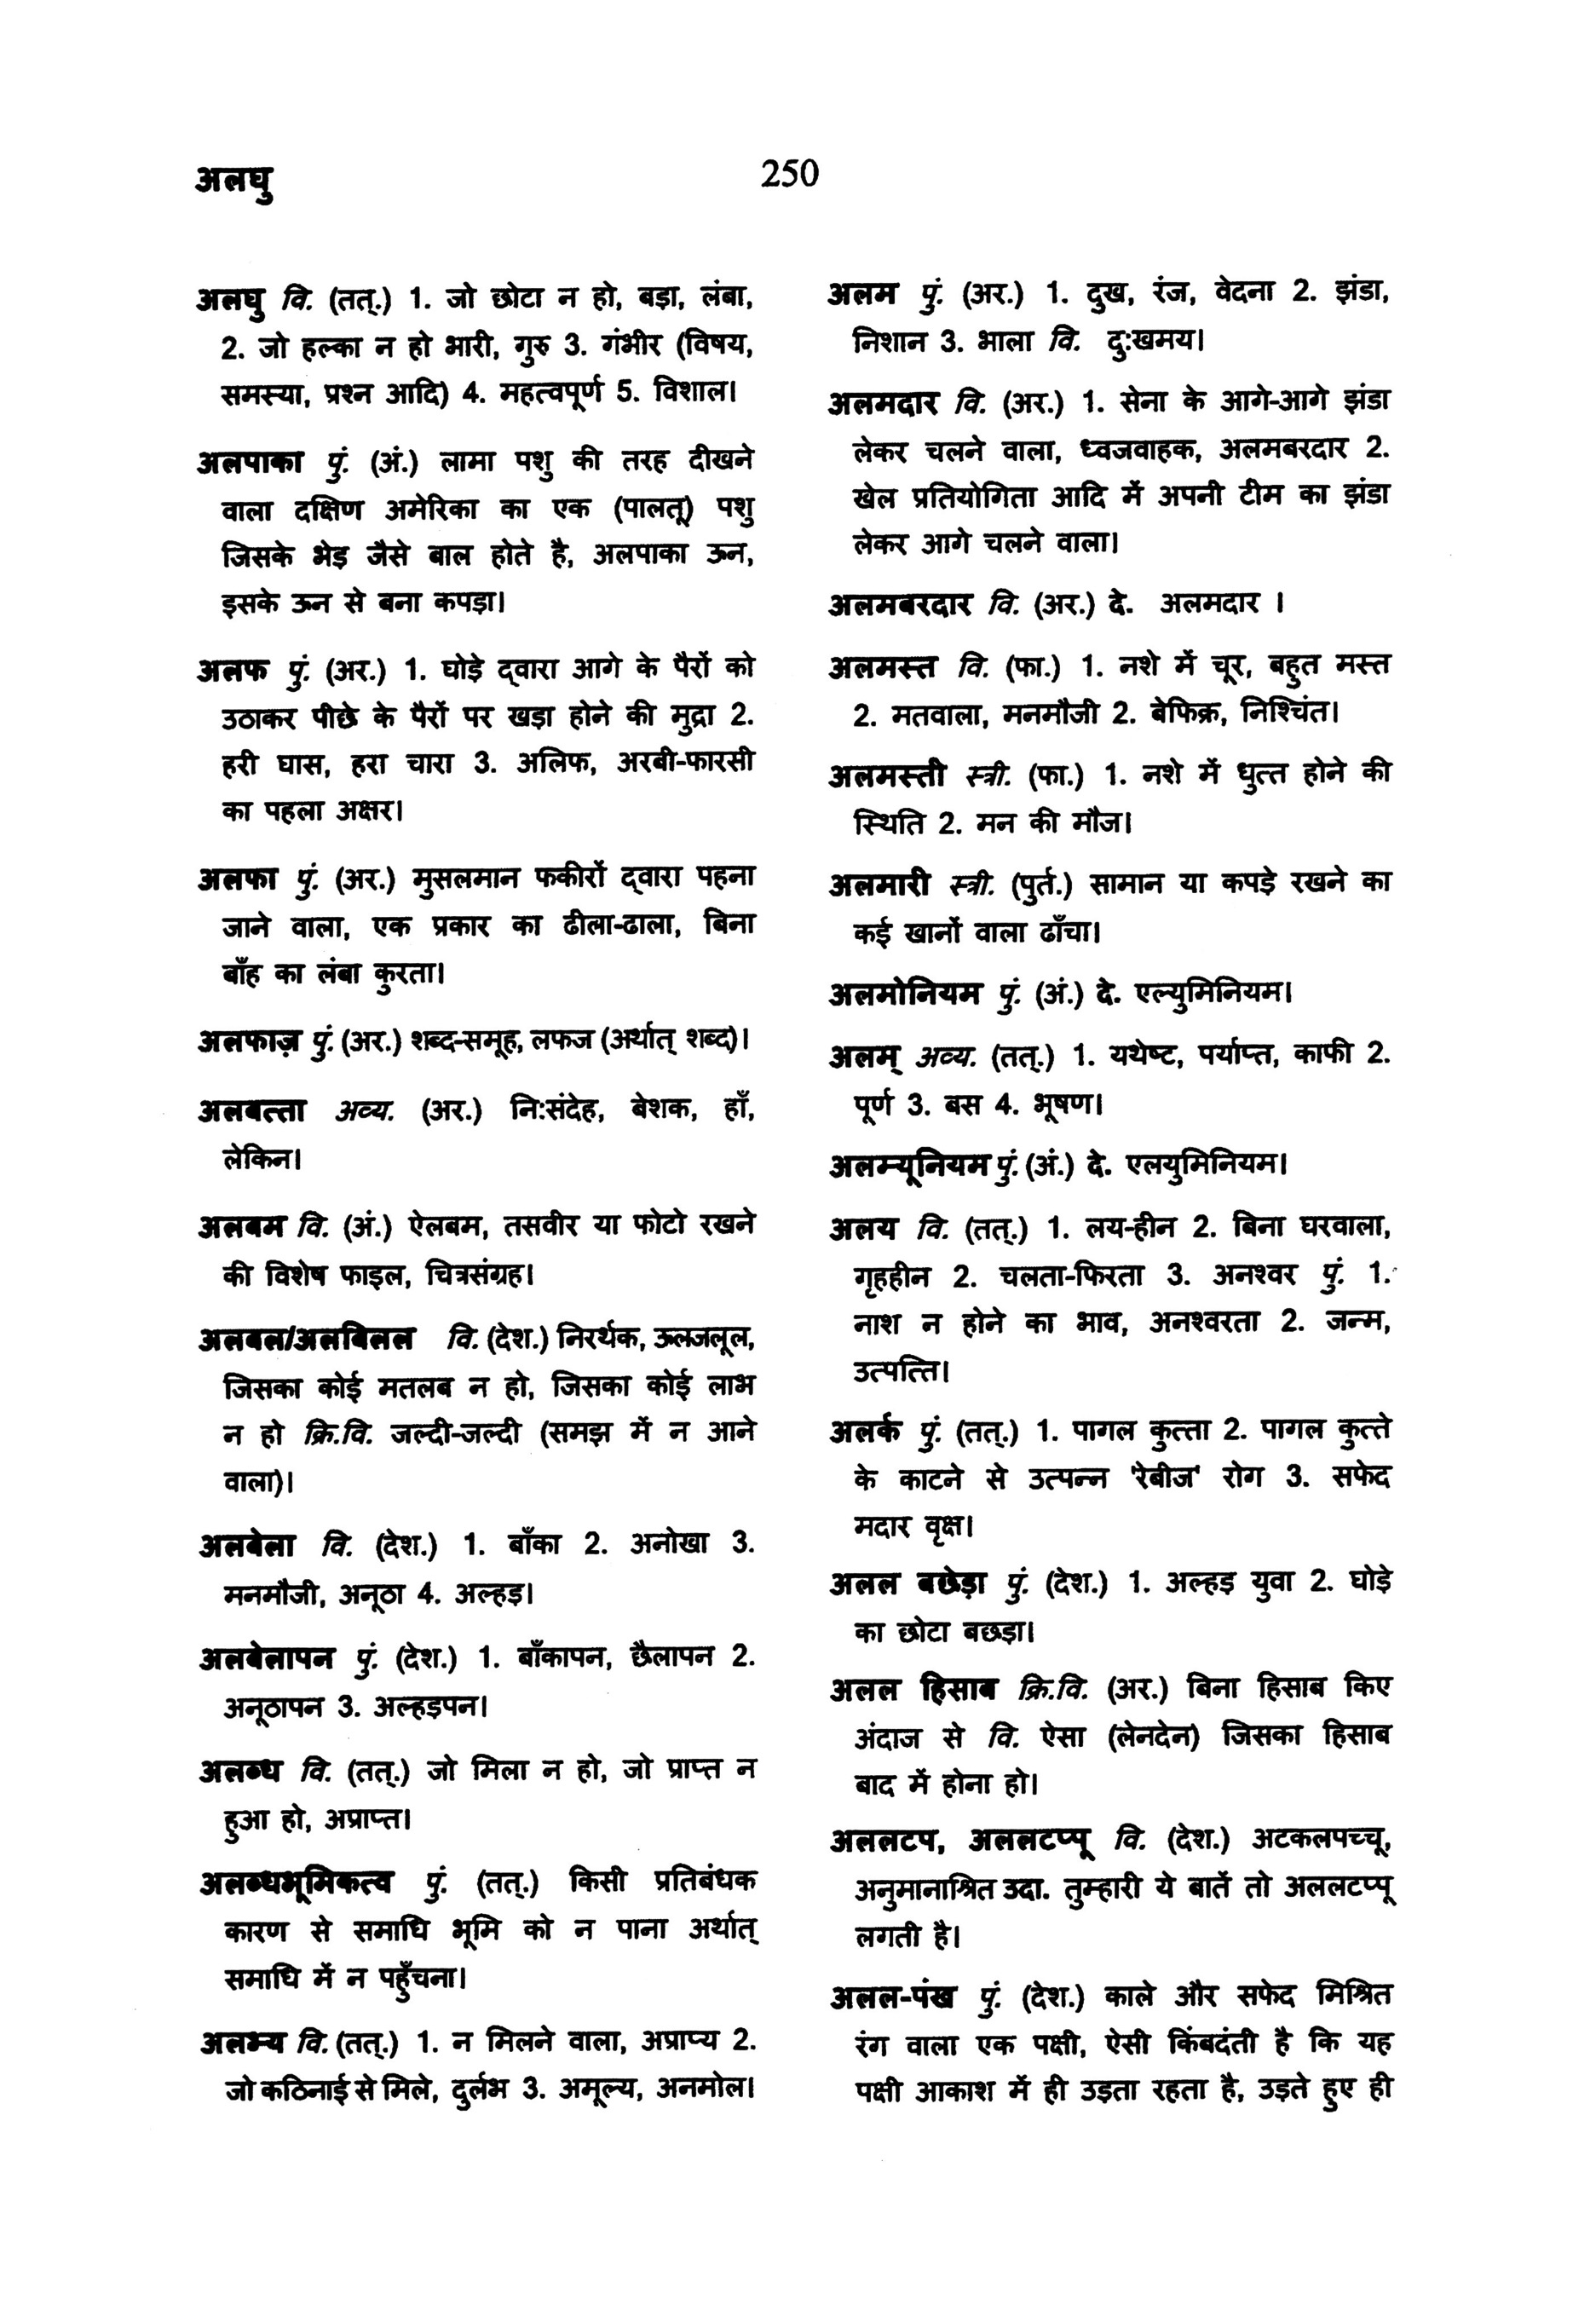 अलघु
250
अलघु वि. (तत्.) 1. जो छोटा न हो, बड़ा, लंबा,
2. जो हल्का न हो भारी, गुरु 3. गंभीर (विषय,
समस्या, प्रश्न आदि) 4. महत्वपूर्ण 5. विशाल।
अलपाका पुं. (अं.) लामा पशु की तरह दीखने
वाला दक्षिण अमेरिका का एक (पालतू) पशु
जिसके भेड़ जैसे बाल होते है, अलपाका ऊन,
इसके ऊन से बना कपड़ा।
अलफ पुं. (अर.) 1. घोड़े द्वारा आगे के पैरों को
उठाकर पीछे के पैरों पर खड़ा होने की मुद्रा 2.
हरी घास, हरा चारा 3. अलिफ, अरबी-फारसी
का पहला अक्षर।
अलफा पुं. (अर.) मुसलमान फकीरों द्वारा पहना
जाने वाला, एक प्रकार का ढीला-ढाला, बिना
बाँह का लंबा कुरता।
अलफाज़ पुं. (अर.) शब्द-समूह, लफज (अर्थात् शब्द)।
अलबत्ता अव्य. (अर.) नि:संदेह, बेशक, हाँ,
लेकिन।
अलबम वि. (अं.) ऐलबम, तसवीर या फोटो रखने
की विशेष फाइल, चित्रसंग्रह।
अलबल/अलबिलल वि. (देश.) निरर्थक, ऊलजलूल,
जिसका कोई मतलब न हो, जिसका कोई लाभ
न हो क्रि.वि. जल्दी-जल्दी (समझ में न आने
वाला)।
अलबेला वि. (देश.) 1. बाँका 2. अनोखा 3.
मनमौजी, अनूठा 4. अल्हड़।
अलबेलापन पुं. (देश.) 1. बाँकापन, छैलापन 2.
अनूठापन 3. अल्हड़पन।
अलब्ध वि. (तत्.) जो मिला न हो, जो प्राप्त न
हुआ हो, अप्राप्त।
अलब्धभूमिकत्व पुं. (तत्.) किसी प्रतिबंधक
कारण से समाधि भूमि को न पाना अर्थात्
समाधि में न पहुँचना।
अलभ्य वि. (तत्.) 1. न मिलने वाला, अप्राप्य 2.
जो कठिनाई से मिले, दुर्लभ 3. अमूल्य, अनमोल।
अलम पुं. (अर.) 1. दुख, रंज, वेदना 2. झंडा,
निशान 3. भाला वि. दु:खमय।
अलमदार वि. (अर.) 1. सेना के आगे-आगे झंडा
लेकर चलने वाला, ध्वजवाहक, अलमबरदार 2.
खेल प्रतियोगिता आदि में अपनी टीम का झंडा
लेकर आगे चलने वाला।
अलमबरदार वि. (अर.) दे. अलमदार ।
अलमस्त वि. (फा.) 1. नशे में चूर, बहुत मस्त
2. मतवाला, मनमौजी 2. बेफिक्र, निश्चिंत।
अलमस्ती स्त्री. (फा.) 1. नशे में धुत्त होने की
स्थिति 2. मन की मौज।
अलमारी स्त्री. (पुर्त.) सामान या कपड़े रखने का
कई खानों वाला ढाँचा।
अलमोनियम पुं. (अं.) दे. एल्युमिनियम।
अलम् अव्य. (तत्.) 1. यथेष्ट, पर्याप्त, काफी 2.
पूर्ण 3. बस 4. भूषण।
अलम्यूनियम पुं. (अं.) दे. एलयुमिनियम।
अलय वि. (तत्.) 1. लय-हीन 2. बिना घरवाला,
गृहहीन 2. चलता-फिरता 3. अनश्वर पुं. 1.
नाश न होने का भाव, अनश्वरता 2. जन्म,
उत्पत्ति।
अलर्क पुं. (तत्.) 1. पागल कुत्ता 2. पागल कुत्ते
के काटने से उत्पन्न 'रेबीज' रोग 3. सफेद
मदार वृक्ष।
अलल बछेड़ा पुं. (देश.) 1. अल्हड़ युवा 2. घोड़े
का छोटा बछड़ा।
अलल हिसाब क्रि.वि. (अर.) बिना हिसाब किए
अंदाज से वि. ऐसा (लेनदेन) जिसका हिसाब
बाद में होना हो।
अललटप, अललटप्पू वि. (देश.) अटकलपच्चू,
अनुमानाश्रित उदा. तुम्हारी ये बातें तो अललटप्पू
लगती है।
अलल-पंख पुं. (देश.) काले और सफेद मिश्रित
रंग वाला एक पक्षी, ऐसी किंबदंती है कि यह
पक्षी आकाश में ही उड़ता रहता है, उड़ते हुए ही